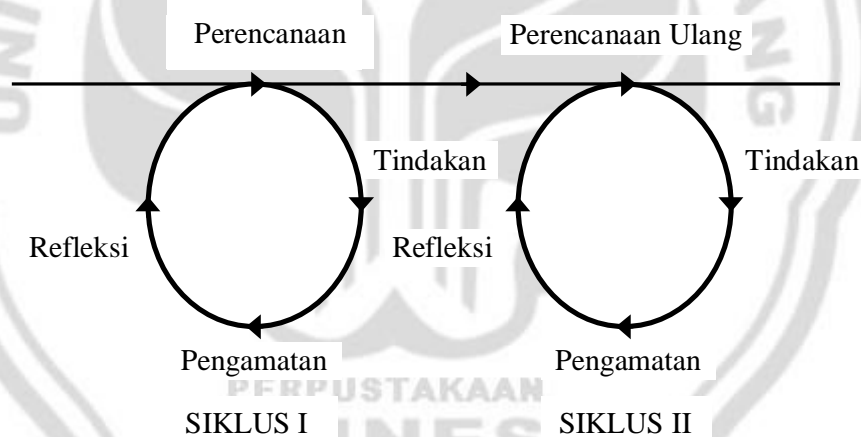 Perencanaan
Perencanaan Ulang
Tindakan
Tindakan
Refleksi
Refleksi
Pengamatan
Pengamatan
PERPUSTAKAAN
SIKLUS I
SIKLUS II